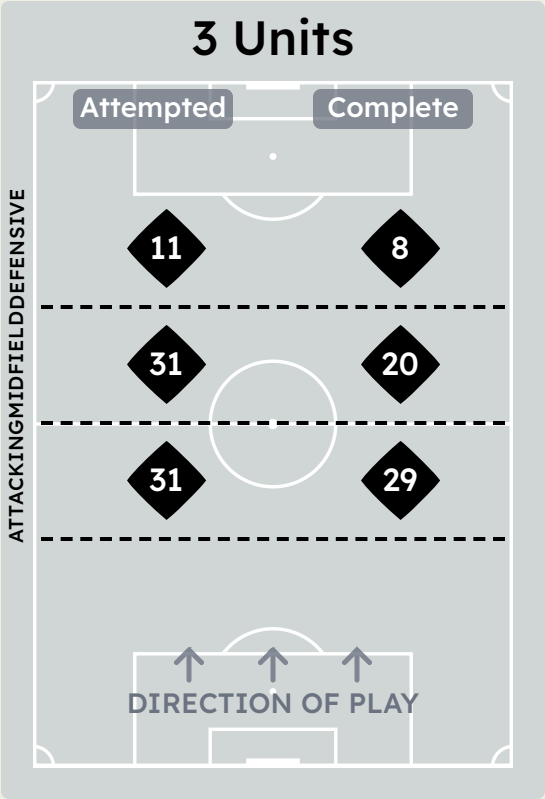 3 Units
Attempted Complete
ATTACKINGMIDFIELDDEFENSIVE
11 8
31 20
31 29
DIRECTION OF PLAY